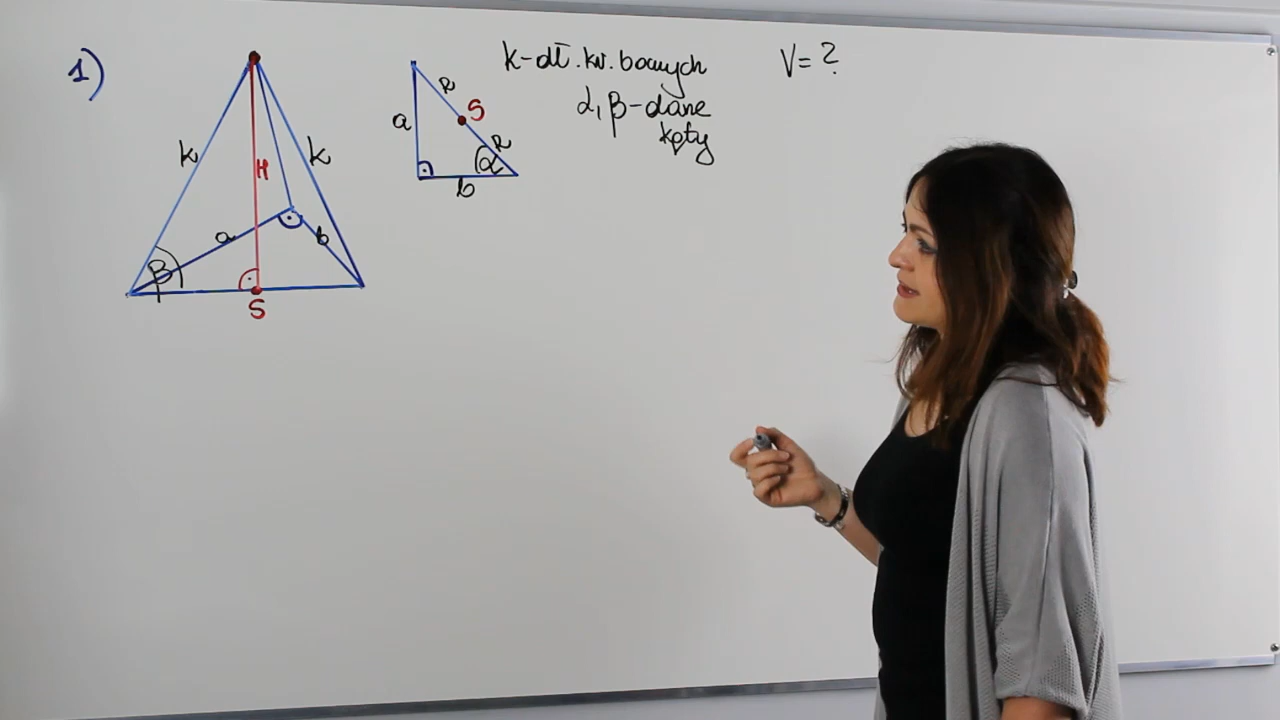 1)
k
H
k
a
b
β
S
R
S
a
R
α
b
k-dł. kr. bocznych
α, β-dane
kąty
V= ?